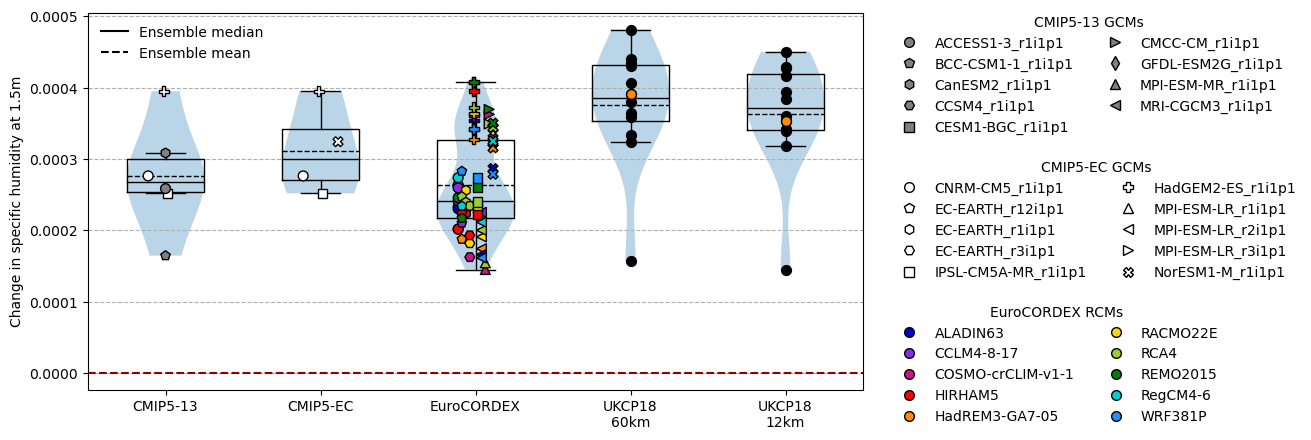 Change in specific humidity at 1.5m
0.0005
0.0004
0.0003
0.0002
0.0001
0.0000
Ensemble median
Ensemble mean
CMIP5-13
CMIP5-EC
EuroCORDEX
UKCP18
60km
UKCP18
12km
CMIP5-13 GCMs
ACCESS1-3_r1i1p1
BCC-CSM1-1_r1i1p1
CanESM2_r1i1p1
CCSM4_r1i1p1
CESM1-BGC_r1i1p1
CMCC-CM_r1i1p1
GFDL-ESM2G_r1i1p1
MPI-ESM-MR_r1i1p1
MRI-CGCM3_r1i1p1
CMIP5-EC GCMs
CNRM-CM5_r1i1p1
EC-EARTH_r12i1p1
EC-EARTH_r1i1p1
EC-EARTH_r3i1p1
IPSL-CM5A-MR_r1i1p1
HadGEM2-ES_r1i1p1
MPI-ESM-LR_r1i1p1
MPI-ESM-LR_r2i1p1
MPI-ESM-LR_r3i1p1
NorESM1-M_r1i1p1
EuroCORDEX RCMs
ALADIN63
CCLM4-8-17
COSMO-crCLIM-v1-1
HIRHAM5
HadREM3-GA7-05
RACMO22E
RCA4
REMO2015
RegCM4-6
WRF381P